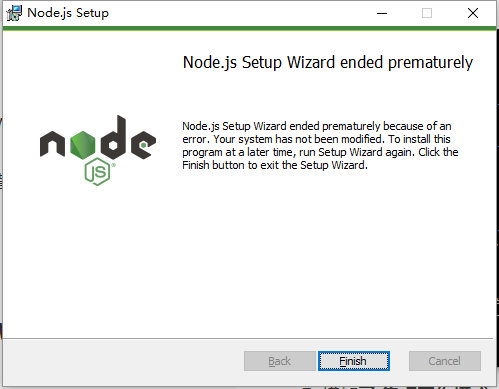 Node.js Setup
Node.js Setup Wizard ended prematurely
node
JS
Node.js Setup Wizard ended prematurely because of an
error. Your system has not been modified. To install this
program at a later time, run Setup Wizard again. Click the
Finish button to exit the Setup Wizard.
Back
Finish
Cancel